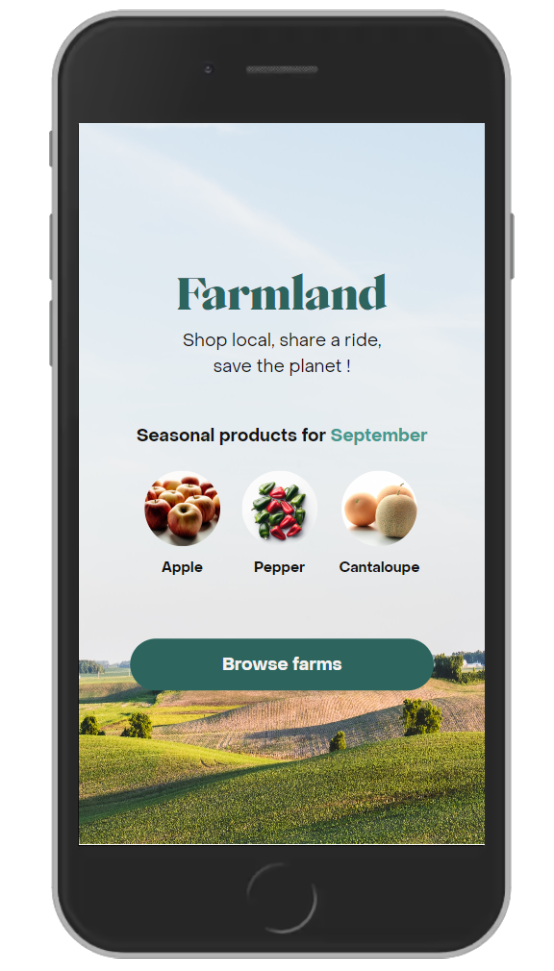 Farmland
Shop local, share a ride,
save the planet !
Seasonal products for September
Apple
Pepper
Cantaloupe
Browse farms